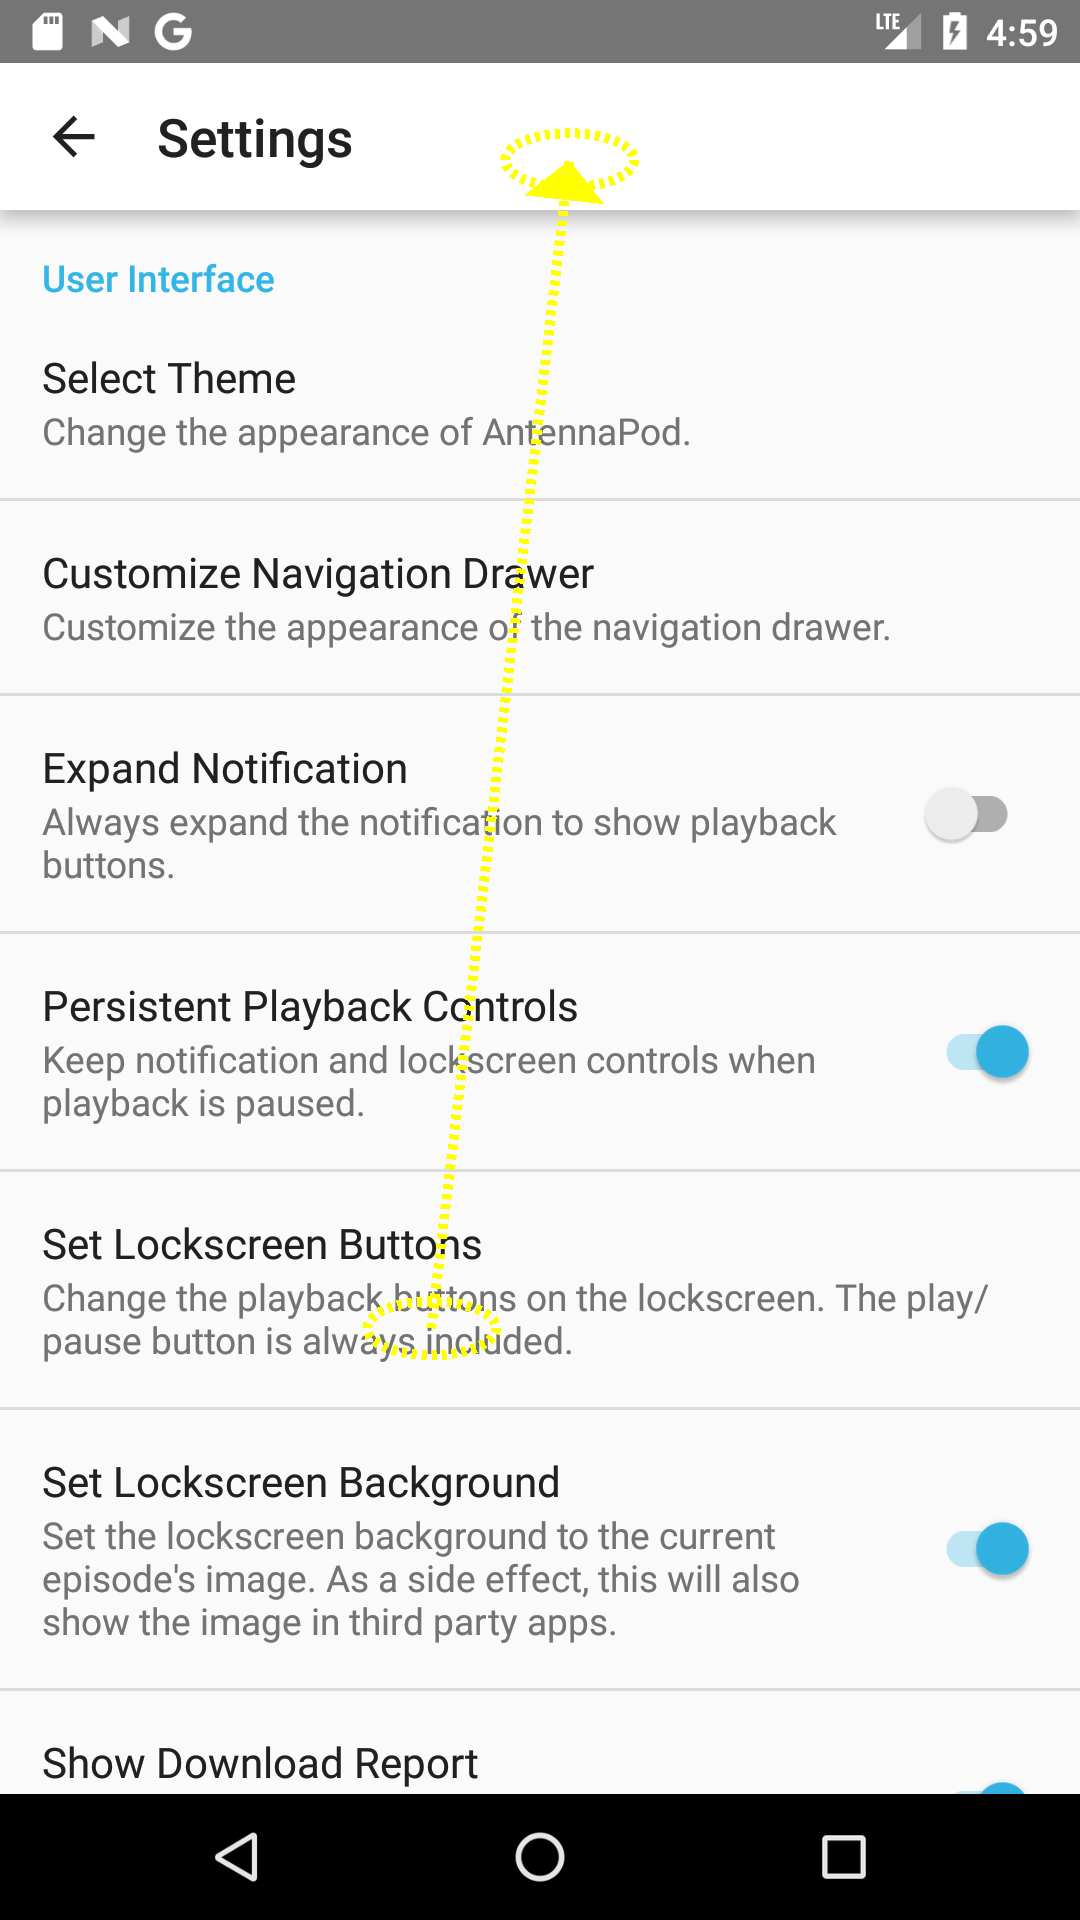 LTE 4:59
Settings
User Interface
Select Theme
Change the appearance of AntennaPod.
Customize Navigation Drawer
Customize the appearance of the navigation drawer.
Expand Notification
Always expand the notification to show playback
buttons.
Persistent Playback Controls
Keep notification and lockscreen controls when
playback is paused.
Set Lockscreen Buttons
Change the playback buttons on the lockscreen. The play/
pause button is always included.
Set Lockscreen Background
Set the lockscreen background to the current
episode's image. As a side effect, this will also
show the image in third party apps.
Show Download Report